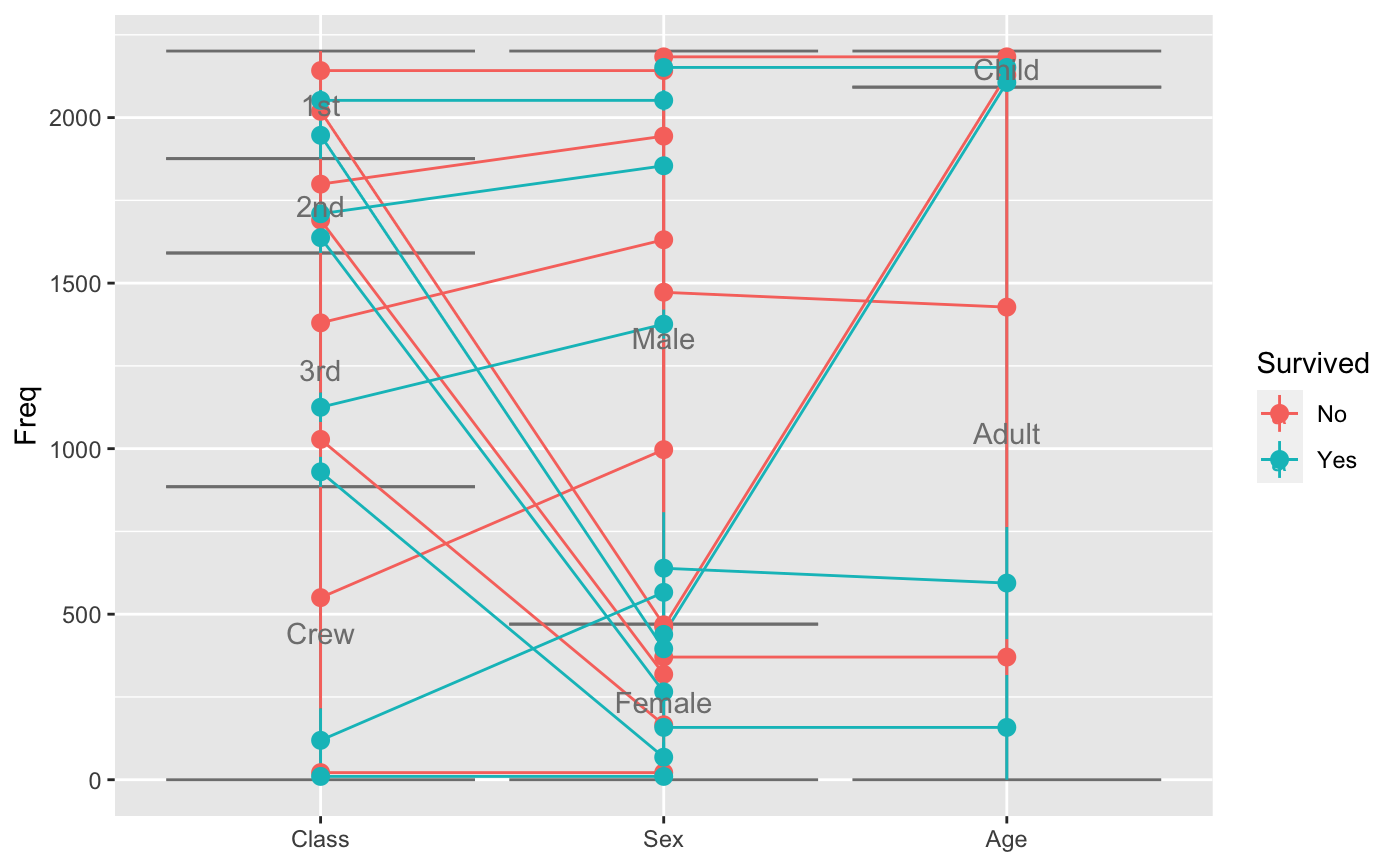 Freq
2000
1500
1000
500
0
1st
2nd
3rd
Crew
Male
Female
Child
Adult
Class
Sex
Age
Survived
No
Yes